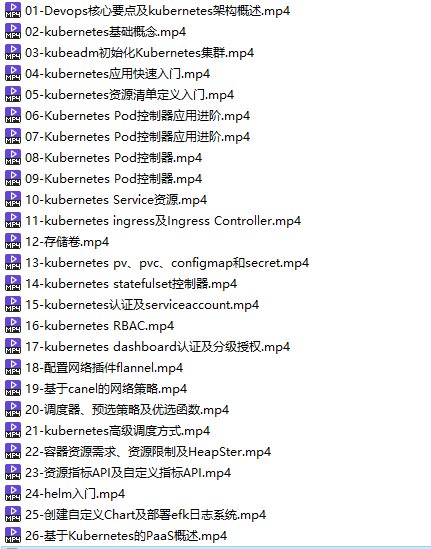 01-Devops核心要点及kubernetes架构概述.mp4
02-kubernetes基础概念.mp4
03-kubeadm初始化Kubernetes集群.mp4
04-kubernetes应用快速入门.mp4
05-kubernetes资源清单定义入门.mp4
06-Kubernetes Pod控制器应用进阶.mp4
07-Kubernetes Pod控制器应用进阶.mp4
08-Kubernetes Pod控制器.mp4
09-Kubernetes Pod控制器.mp4
10-kubernetes Service资源.mp4
11-kubernetes ingress及Ingress Controller.mp4
12-存储卷.mp4
13-kubernetes pv、pvc、configmap和secret.mp4
14-kubernetes statefulset控制器.mp4
15-kubernetes认证及serviceaccount.mp4
16-kubernetes RBAC.mp4
17-kubernetes dashboard认证及分级授权.mp4
18-配置网络插件flannel.mp4
19-基于canel的网络策略.mp4
20-调度器、预选策略及优选函数.mp4
21-kubernetes高级调度方式.mp4
22-容器资源需求、资源限制及HeapSter.mp4
23-资源指标API及自定义指标API.mp4
24-helm入门.mp4
25-创建自定义Chart及部署efk日志系统.mp4
26-基于Kubernetes的PaaS概述.mp4